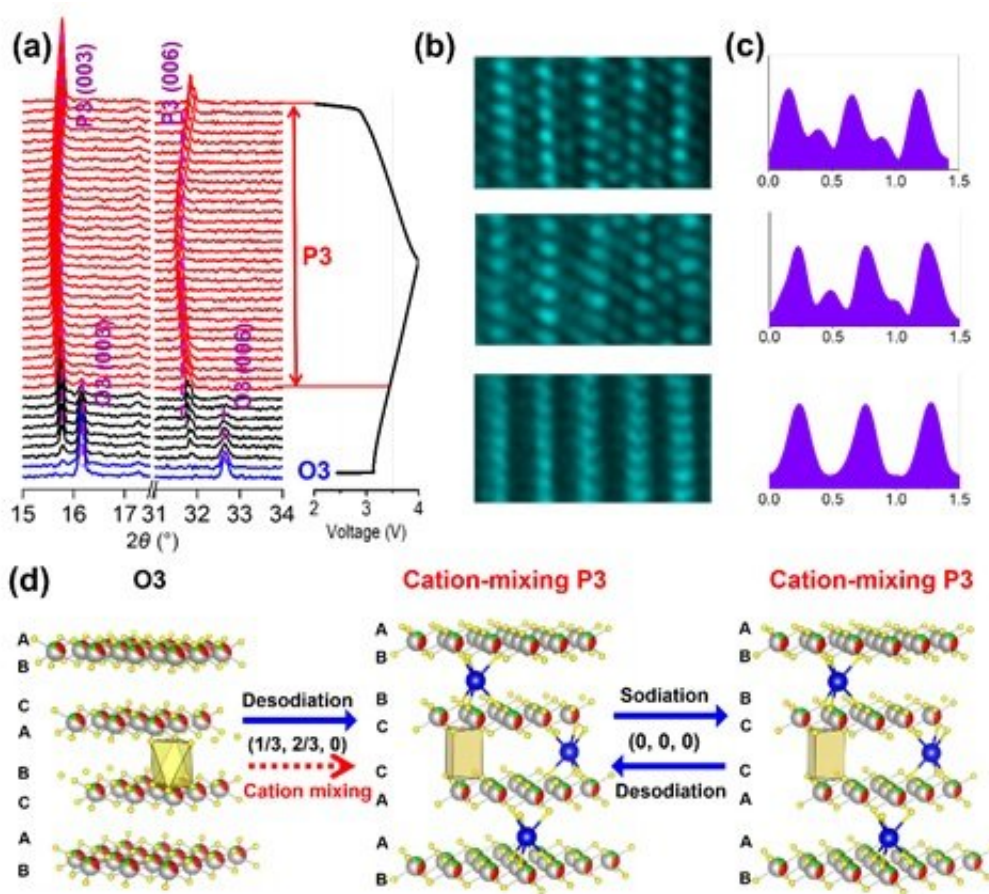 (a)
P3 (003)
P3 (006)
O3 (003)
O3 (006)
P3
O3
15 16 17 31 32 33 34
2θ (°)
2 3 4
Voltage (V)
(b)
(c)
0.0 0.5 1.0 1.5
0.0 0.5 1.0 1.5
0.0 0.5 1.0 1.5
(d)
O3
Cation-mixing P3
Cation-mixing P3
A
B
C
A
B
C
A
B
Desodiation
(1/3, 2/3, 0)
Cation mixing
A
B
B
C
C
A
A
B
Sodiation
(0, 0, 0)
Desodiation
A
B
B
C
C
A
A
B